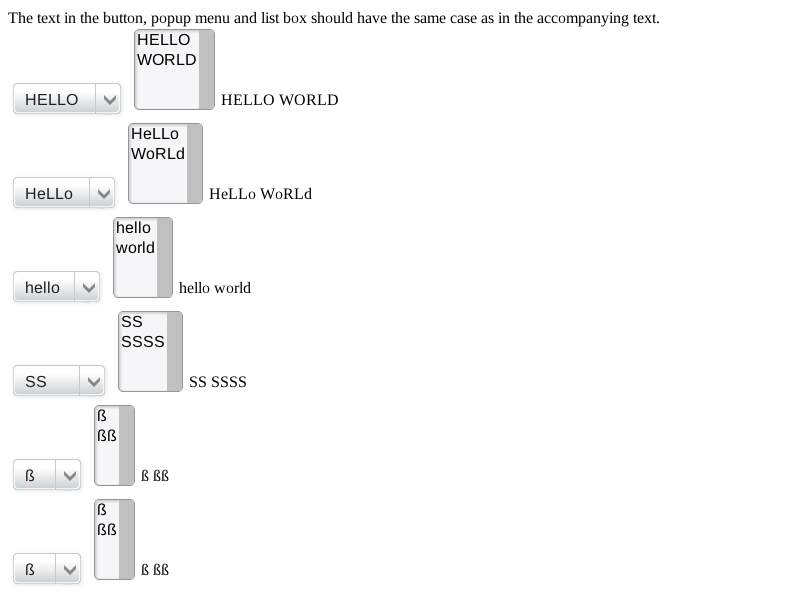 The text in the button, popup menu and list box should have the same case as in the accompanying text.
HELLO
WORLD
HELLO HELLO WORLD
HeLLo
WoRLd
HeLLo HeLLo WoRLd
hello
world
hello hello world
SS
SSSS
SS SS SSSS
ß
ßß
ß ß ßß
ß
ßß
ß ß ßß